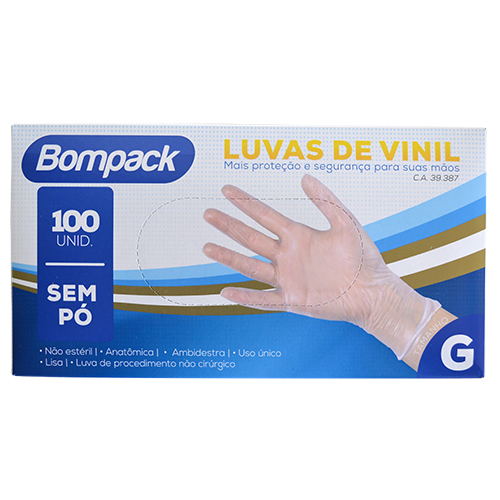 Bompack
LUVAS DE VINIL
Mais proteção e segurança para suas mãos
C.A. 39.387
100
UNID.
SEM
PÓ
• Não estéril | • Anatômica | • Ambidestra | • Uso único
• Lisa | • Luva de procedimento não cirúrgico
TAMANHO
G